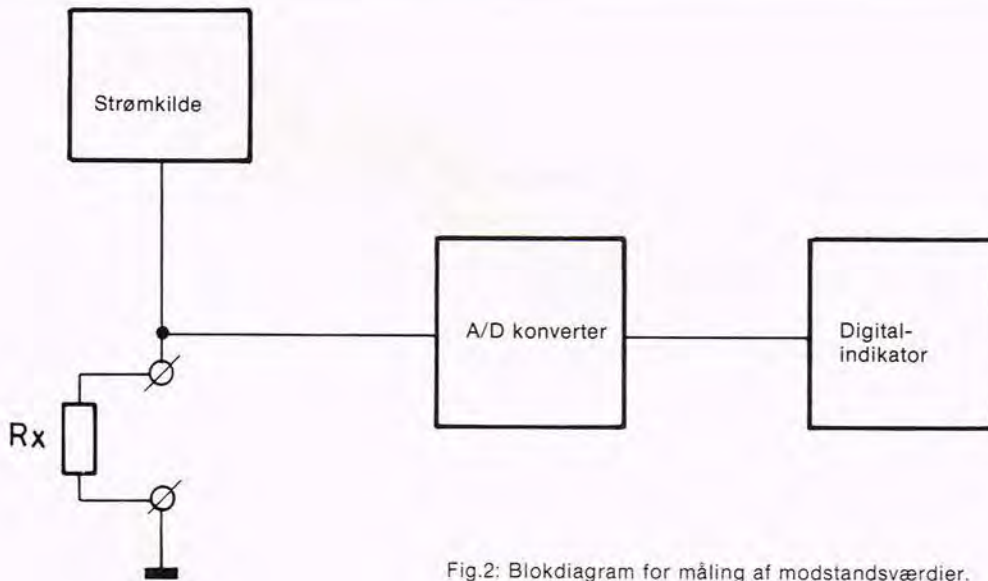 Strømkilde
A/D konverter
Digital-
indikator
Rx
Fig.2: Blokdiagram for måling af modstandsværdier.